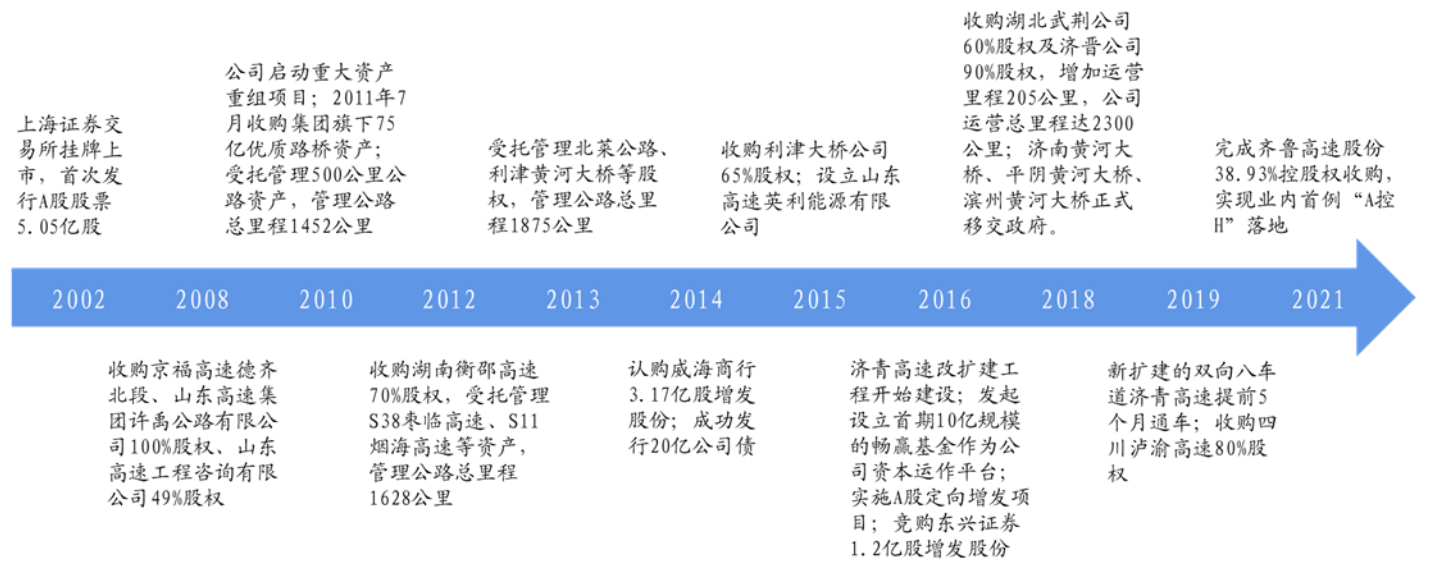 上海证券交
易所挂牌上
市，首次发
行A股股票
5.05亿股
公司启动重大资产
重组项目；2011年7
月收购集团旗下75
亿优质路桥资产；
受托管理500公里公
路资产，管理公路
总里程1452公里
受托管理北莱公路、
利津黄河大桥等股
权，管理公路总里
程1875公里
收购利津大桥公司
65%股权；设立山东
高速英利能源有限
公司
收购湖北武荆公司
60%股权及济晋公司
90%股权，增加运营
里程205公里，公司
运营总里程达2300
公里；济南黄河大
桥、平阴黄河大桥、
滨州黄河大桥正式
移交政府。
完成齐鲁高速股份
38.93%控股权收购，
实现业内首例“A控
H”落地
2002 2008 2010 2012 2013 2014 2015 2016 2018 2019 2021
收购京福高速德齐
北段、山东高速集
团许禹公路有限公
司100%股权、山东
高速工程咨询有限
公司49%股权
收购湖南衡邵高速
70%股权，受托管理
S38枣临高速、S11
烟海高速等资产，
管理公路总里程
1628公里
认购威海商行
3.17亿股增发
股份；成功发
行20亿公司债
济青高速改扩建工
程开始建设；发起
设立首期10亿规模
的畅赢基金作为公
司资本运作平台；
实施A股定向增发项
目；竞购东兴证券
1.2亿股增发股份
新扩建的双向八车
道济青高速提前5
个月通车；收购四
川泸渝高速80%股
权